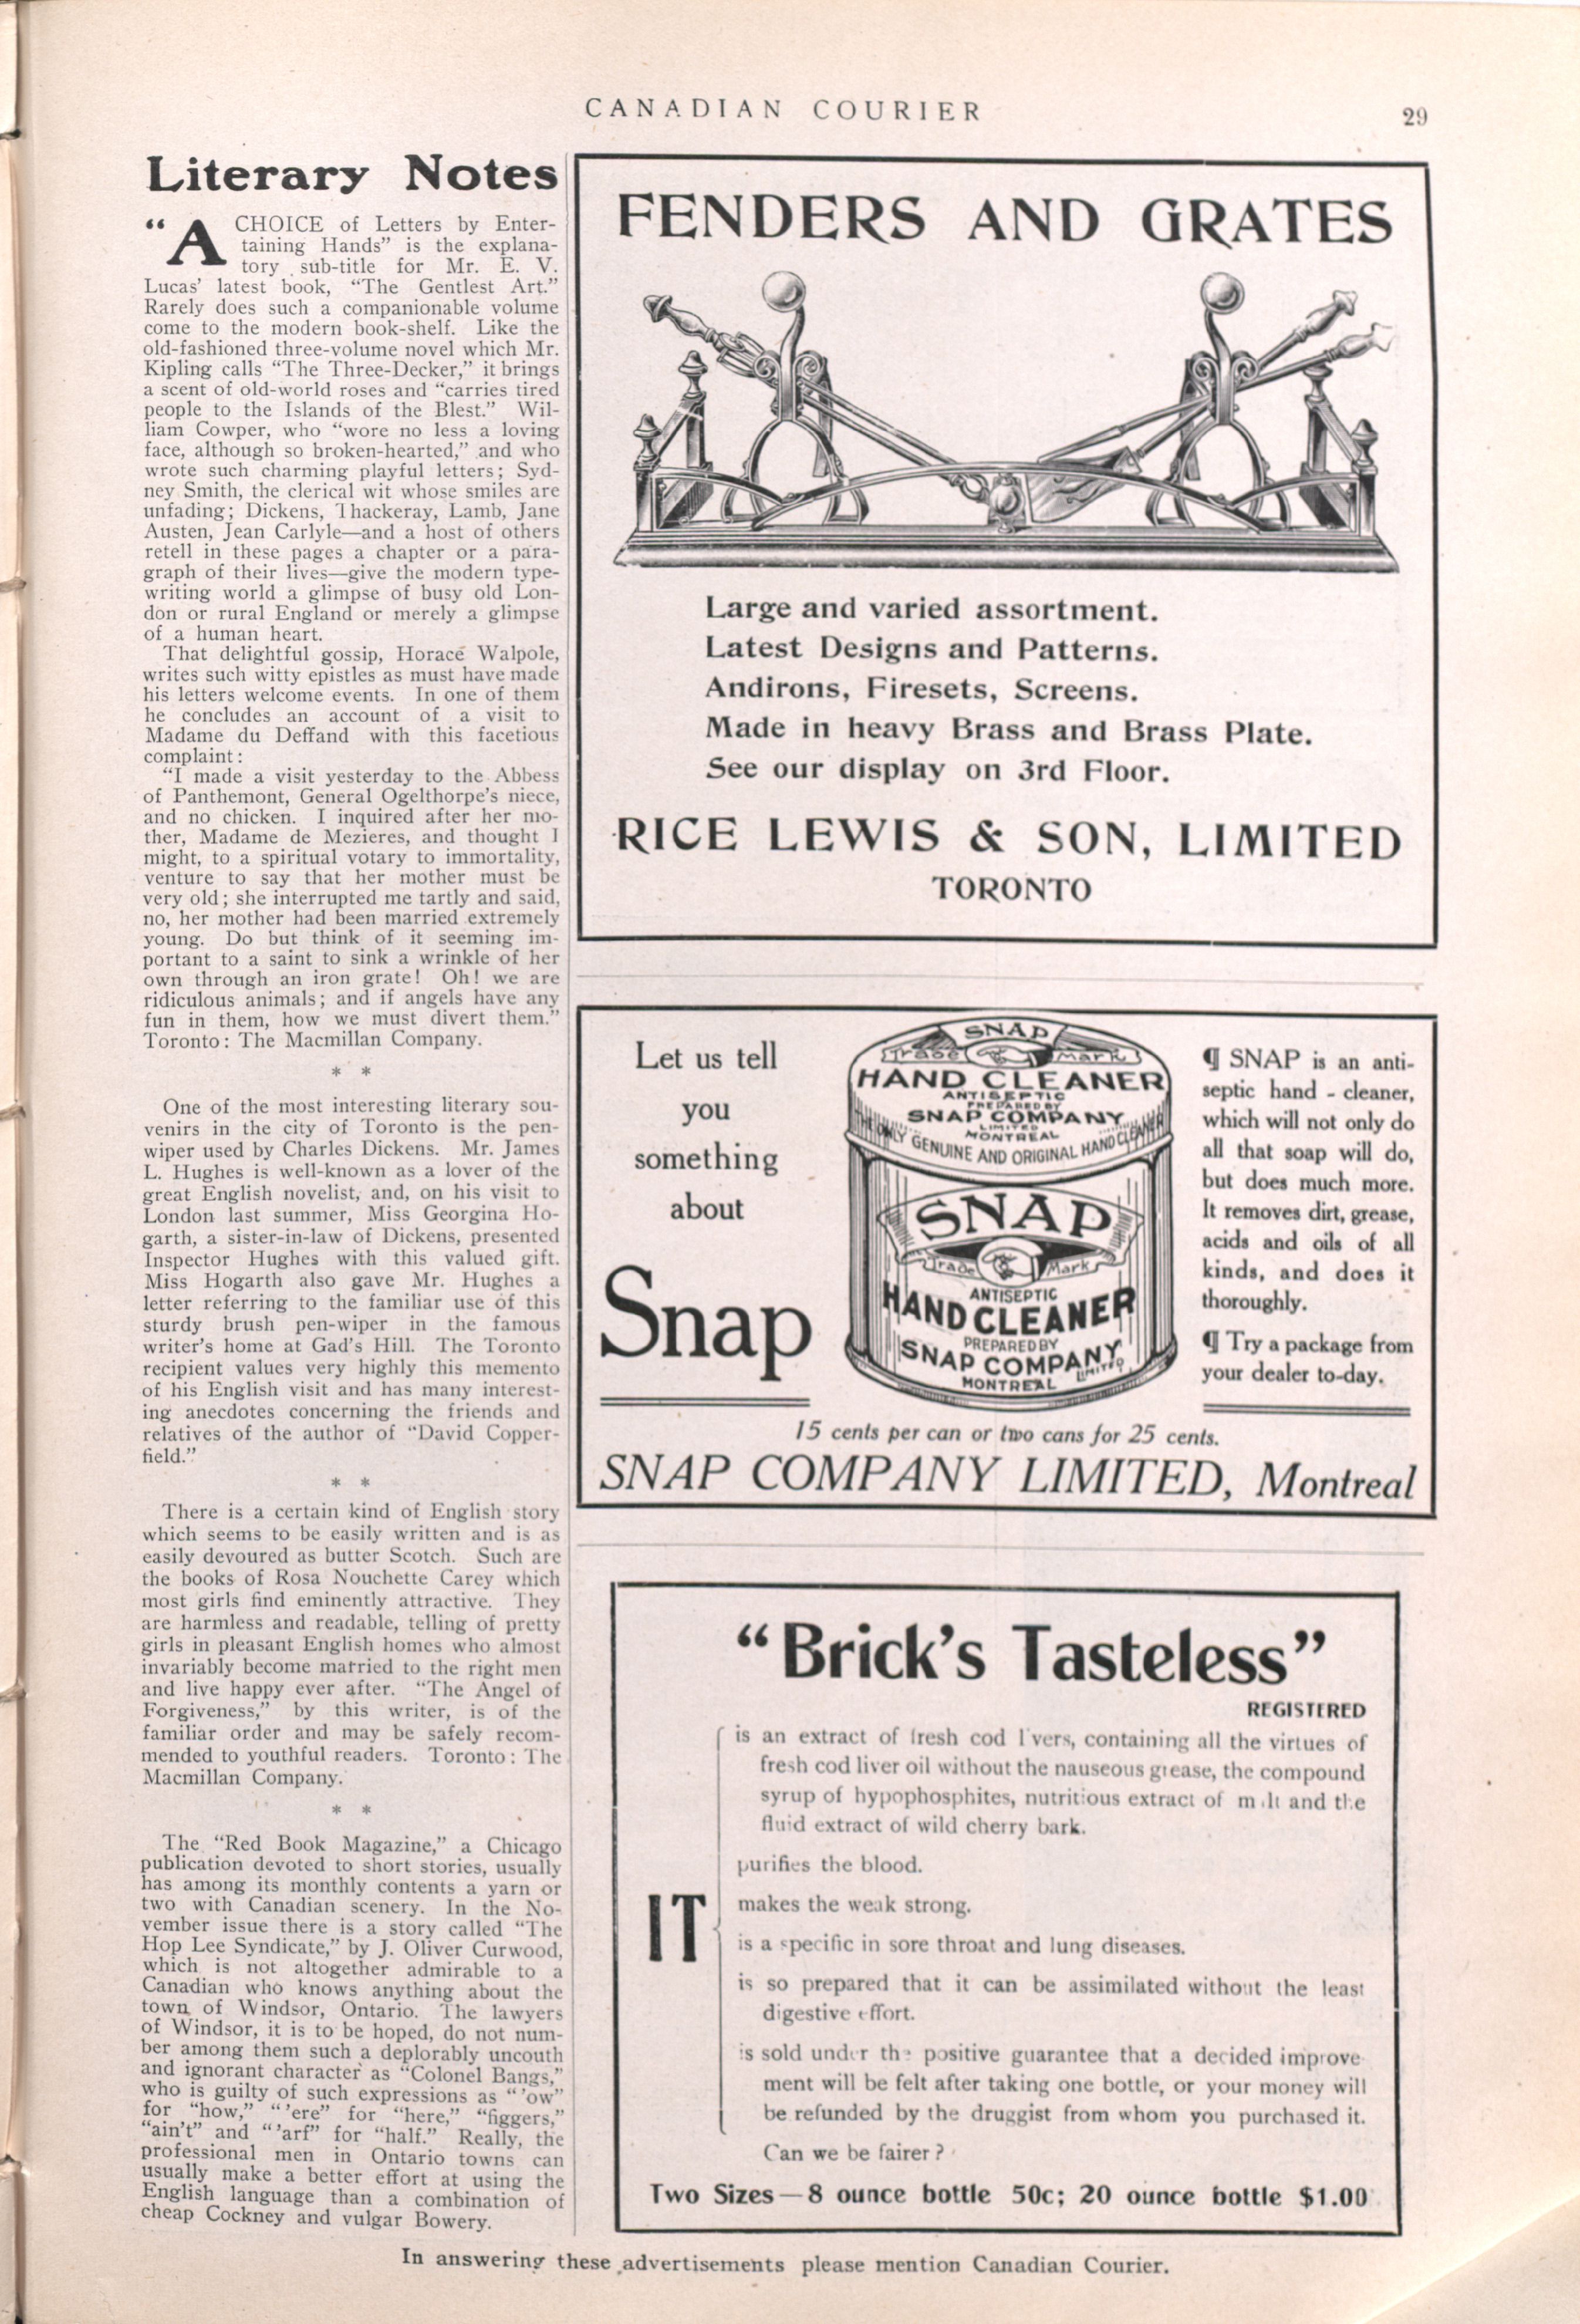 CANADIAN COURIER
29
Literary Notes
"A CHOICE of Letters by Enter-
taining Hands" is the explana-
tory sub-title for Mr. E. V.
Lucas' latest book, "The Gentlest Art."
Rarely does such a companionable volume
come to the modern book-shelf. Like the
old-fashioned three-volume novel which Mr.
Kipling calls "The Three-Decker," it brings
a scent of old-world roses and "carries tired
people to the Islands of the Blest." Wil-
liam Cowper, who "wore no less a loving
face, although so broken-hearted," and who
wrote such charming playful letters; Syd-
ney Smith, the clerical wit whose smiles are
unfading; Dickens, Thackeray, Lamb, Jane
Austen, Jean Carlyle—and a host of others
retell in these pages a chapter or a para-
graph of their lives—give the modern type-
writing world a glimpse of busy old Lon-
don or rural England or merely a glimpse
of a human heart.
That delightful gossip, Horace Walpole,
writes such witty epistles as must have made
his letters welcome events. In one of them
he concludes an account of a visit to
Madame du Deffand with this facetious
complaint:
"I made a visit yesterday to the Abbess
of Panthemont, General Ogelthorpe's niece,
and no chicken. I inquired after her mo-
ther, Madame de Mezieres, and thought I
might, to a spiritual votary to immortality,
venture to say that her mother must be
very old; she interrupted me tartly and said,
no, her mother had been married extremely
young. Do but think of it seeming im-
portant to a saint to sink a wrinkle of her
own through an iron grate! Oh! we are
ridiculous animals; and if angels have any
fun in them, how we must divert them."
Toronto: The Macmillan Company.
* *
One of the most interesting literary sou-
venirs in the city of Toronto is the pen-
wiper used by Charles Dickens. Mr. James
L. Hughes is well-known as a lover of the
great English novelist, and, on his visit to
London last summer, Miss Georgina Ho-
garth, a sister-in-law of Dickens, presented
Inspector Hughes with this valued gift.
Miss Hogarth also gave Mr. Hughes a
letter referring to the familiar use of this
sturdy brush pen-wiper in the famous
writer's home at Gad's Hill. The Toronto
recipient values very highly this memento
of his English visit and has many interest-
ing anecdotes concerning the friends and
relatives of the author of "David Copper-
field."
* *
There is a certain kind of English story
which seems to be easily written and is as
easily devoured as butter Scotch. Such are
the books of Rosa Nouchette Carey which
most girls find eminently attractive. They
are harmless and readable, telling of pretty
girls in pleasant English homes who almost
invariably become married to the right men
and live happy ever after. "The Angel of
Forgiveness," by this writer, is of the
familiar order and may be safely recom-
mended to youthful readers. Toronto: The
Macmillan Company.
* *
The "Red Book Magazine," a Chicago
publication devoted to short stories, usually
has among its monthly contents a yarn or
two with Canadian scenery. In the No-
vember issue there is a story called "The
Hop Lee Syndicate," by J. Oliver Curwood,
which is not altogether admirable to a
Canadian who knows anything about the
town of Windsor, Ontario. The lawyers
of Windsor, it is to be hoped, do not num-
ber among them such a deplorably uncouth
and ignorant character as "Colonel Bangs,"
who is guilty of such expressions as "'ow"
for "how," "'ere" for "here," "figgers,"
"ain't" and "'arf" for "half." Really, the
professional men in Ontario towns can
usually make a better effort at using the
English language than a combination of
cheap Cockney and vulgar Bowery.
FENDERS AND GRATES
Large and varied assortment.
Latest Designs and Patterns.
Andirons, Firesets, Screens.
Made in heavy Brass and Brass Plate.
See our display on 3rd Floor.
RICE LEWIS & SON, LIMITED
TORONTO
Let us tell
you
something
about
Snap
SNAP
Trade Mark
HAND CLEANER
ANTISEPTIC
PREPARED BY
SNAP COMPANY
LIMITED
MONTREAL
THE ONLY GENUINE AND ORIGINAL HAND CLEANER
SNAP
Trade Mark
ANTISEPTIC
HAND CLEANER
PREPARED BY
SNAP COMPANY
LIMITED
MONTREAL
¶ SNAP is an anti-
septic hand - cleaner,
which will not only do
all that soap will do,
but does much more.
It removes dirt, grease,
acids and oils of all
kinds, and does it
thoroughly.
¶ Try a package from
your dealer to-day.
15 cents per can or two cans for 25 cents.
SNAP COMPANY LIMITED, Montreal
"Brick's Tasteless"
REGISTERED
IT
is an extract of fresh cod livers, containing all the virtues of
fresh cod liver oil without the nauseous grease, the compound
syrup of hypophosphites, nutritious extract of malt and the
fluid extract of wild cherry bark.
purifies the blood.
makes the weak strong.
is a specific in sore throat and lung diseases.
is so prepared that it can be assimilated without the least
digestive effort.
is sold under the positive guarantee that a decided improve
ment will be felt after taking one bottle, or your money will
be refunded by the druggist from whom you purchased it.
Can we be fairer?
Two Sizes—8 ounce bottle 50c; 20 ounce bottle $1.00
In answering these advertisements please mention Canadian Courier.